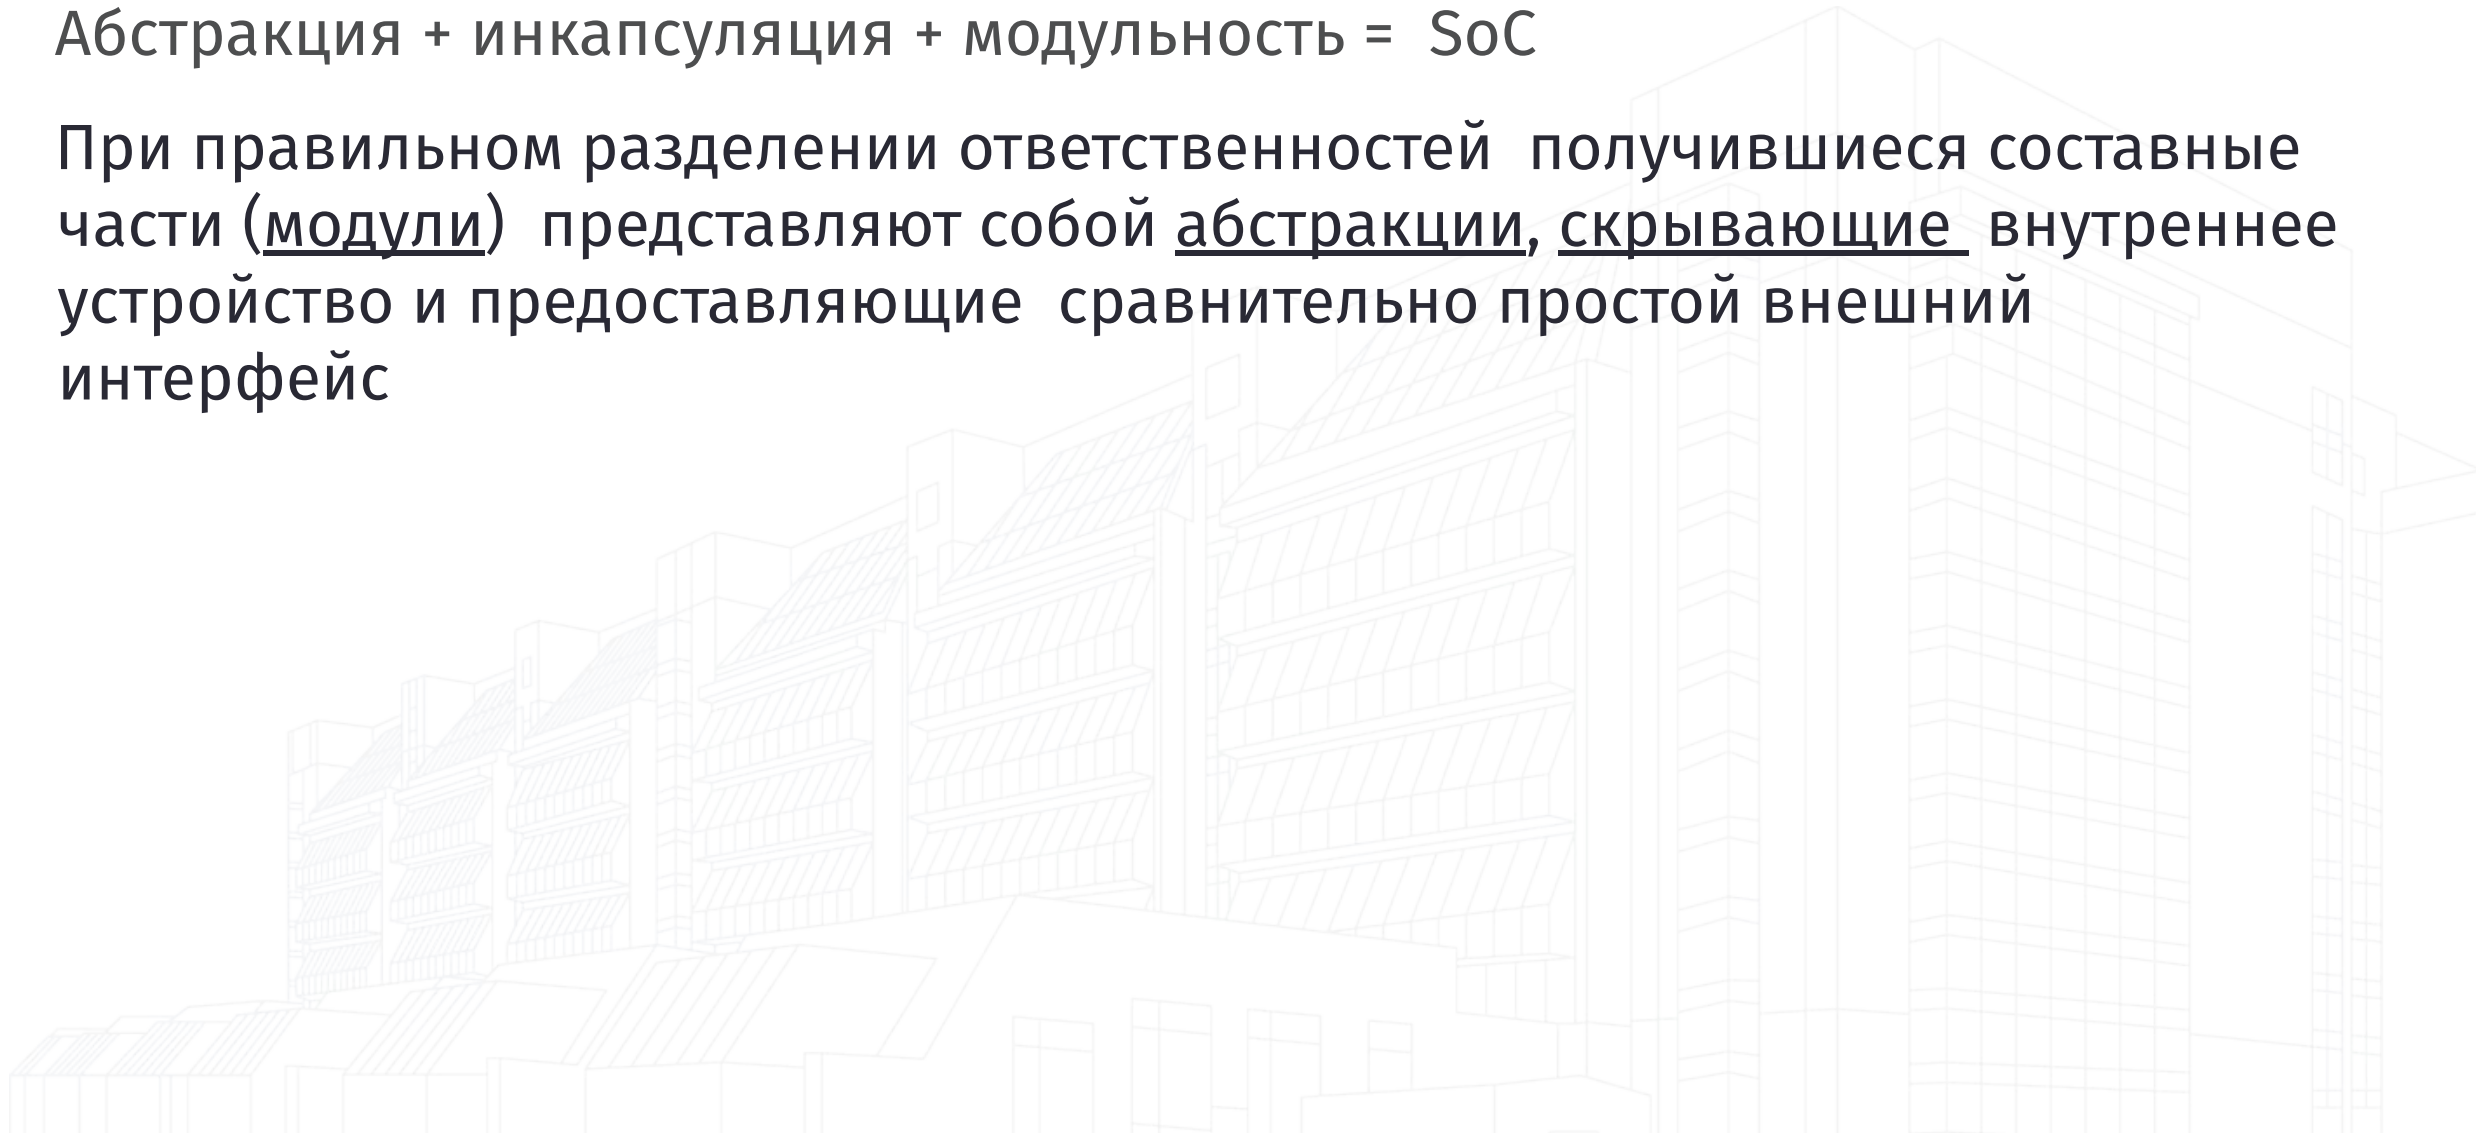 Абстракция + инкапсуляция + модульность = SoC
При правильном разделении ответственностей получившиеся составные
части (модули) представляют собой абстракции, скрывающие внутреннее
устройство и предоставляющие сравнительно простой внешний
интерфейс